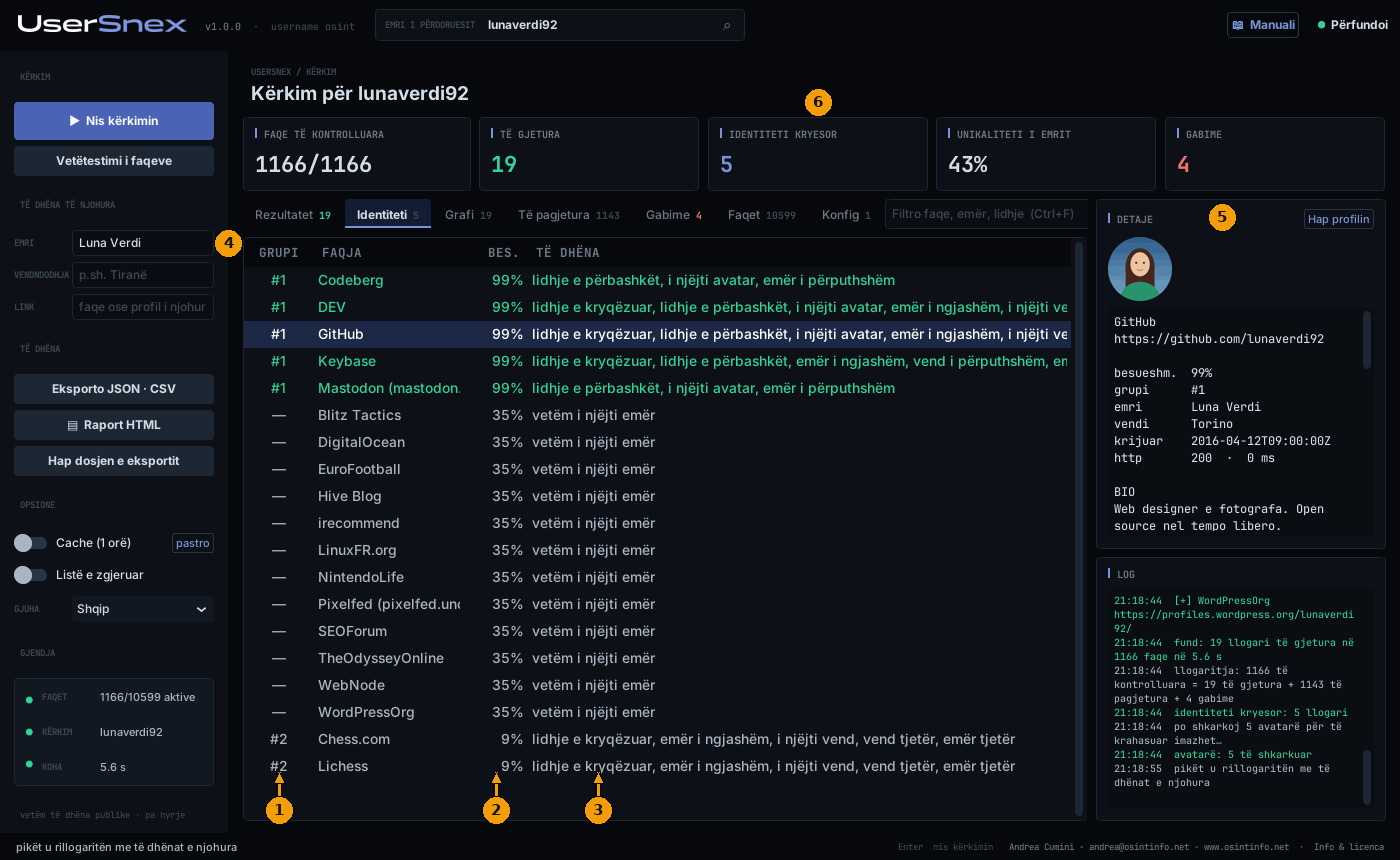 UserSnex v1.0.0 · username osint
EMRI I PËRDORUESIT lunaverdi92
Manuali
Përfundoi
KËRKIM
Nis kërkimin
Vetëtestimi i faqeve
TË DHËNA TË NJOHURA
EMRI Luna Verdi
VENDNDODHJA p.sh. Tiranë
LINK faqe ose profil i njohur
TË DHËNA
Eksporto JSON · CSV
Raport HTML
Hap dosjen e eksportit
OPSIONE
Cache (1 orë) pastro
Listë e zgjeruar
GJUHA Shqip
GJENDJA
FAQET 1166/10599 aktive
KËRKIM lunaverdi92
KOHA 5.6 s
vetëm të dhëna publike · pa hyrje
USERSNEX / KËRKIM
Kërkim për lunaverdi92
6
FAQE TË KONTROLLUARA
1166/1166
TË GJETURA
19
IDENTITETI KRYESOR
5
UNIKALITETI I EMRIT
43%
GABIME
4
Rezultatet 19 Identiteti 5 Grafi 19 Të pagjetura 1143 Gabime 4 Faqet 10599 Konfig 1 Filtro faqe, emër, lidhje (Ctrl+F)
4
GRUPI FAQJA BES. TË DHËNA
#1 Codeberg 99% lidhje e përbashkët, i njëjti avatar, emër i përputhshëm
#1 DEV 99% lidhje e kryqëzuar, lidhje e përbashkët, i njëjti avatar, emër i ngjashëm, i njëjti ve
#1 GitHub 99% lidhje e kryqëzuar, lidhje e përbashkët, i njëjti avatar, emër i ngjashëm, i njëjti ve
#1 Keybase 99% lidhje e kryqëzuar, lidhje e përbashkët, emër i ngjashëm, vend i përputhshëm, en
#1 Mastodon (mastodon. 99% lidhje e përbashkët, i njëjti avatar, emër i përputhshëm
— Blitz Tactics 35% vetëm i njëjti emër
— DigitalOcean 35% vetëm i njëjti emër
— EuroFootball 35% vetëm i njëjti emër
— Hive Blog 35% vetëm i njëjti emër
— irecommend 35% vetëm i njëjti emër
— LinuxFR.org 35% vetëm i njëjti emër
— NintendoLife 35% vetëm i njëjti emër
— Pixelfed (pixelfed.unc 35% vetëm i njëjti emër
— SEOForum 35% vetëm i njëjti emër
— TheOdysseyOnline 35% vetëm i njëjti emër
— WebNode 35% vetëm i njëjti emër
— WordPressOrg 35% vetëm i njëjti emër
#2 Chess.com 9% lidhje e kryqëzuar, emër i ngjashëm, i njëjti vend, vend tjetër, emër tjetër
#2 Lichess 9% lidhje e kryqëzuar, emër i ngjashëm, i njëjti vend, vend tjetër, emër tjetër
1 2 3
DETAJE 5 Hap profilin
GitHub
https://github.com/lunaverdi92
besueshm. 99%
grupi #1
emri Luna Verdi
vendi Torino
krijuar 2016-04-12T09:00:00Z
http 200 · 0 ms
BIO
Web designer e fotografa. Open
source nel tempo libero.
LOG
21:18:44 [+] WordPressOrg
https://profiles.wordpress.org/lunaverdi
92/
21:18:44 fund: 19 llogari të gjetura në
1166 faqe në 5.6 s
21:18:44 llogaritja: 1166 të
kontrolluara = 19 të gjetura + 1143 të
pagjetura + 4 gabime
21:18:44 identiteti kryesor: 5 llogari
21:18:44 po shkarkoj 5 avatarë për të
krahasuar imazhet…
21:18:44 avatarë: 5 të shkarkuar
21:18:55 pikët u rillogaritën me të
dhënat e njohura
pikët u rillogaritën me të dhënat e njohura
Enter nis kërkimin Andrea Cumini - andrea@osintinfo.net - www.osintinfo.net · Info & licenca